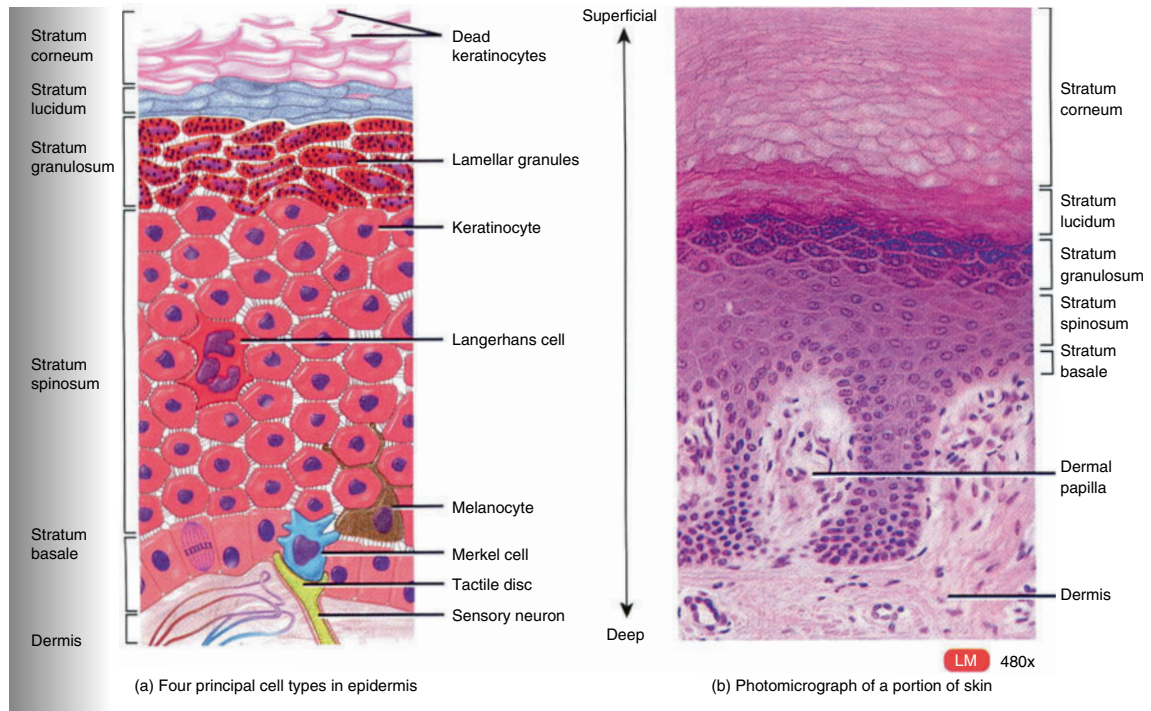 Stratum
corneum
Stratum
lucidum
Stratum
granulosum
Stratum
spinosum
Stratum
basale
Dermis
Dead
keratinocytes
Lamellar granules
Keratinocyte
Langerhans cell
Melanocyte
Merkel cell
Tactile disc
Sensory neuron
(a) Four principal cell types in epidermis
Superficial
Deep
Stratum
corneum
Stratum
lucidum
Stratum
granulosum
Stratum
spinosum
Stratum
basale
Dermal
papilla
Dermis
LM 480x
(b) Photomicrograph of a portion of skin